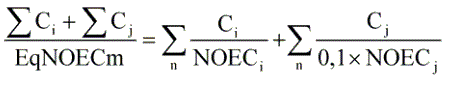 (∑Ci + ∑Cj) / EqNOECm = ∑n Ci / NOECi + ∑n Cj / (0,1 × NOECj)